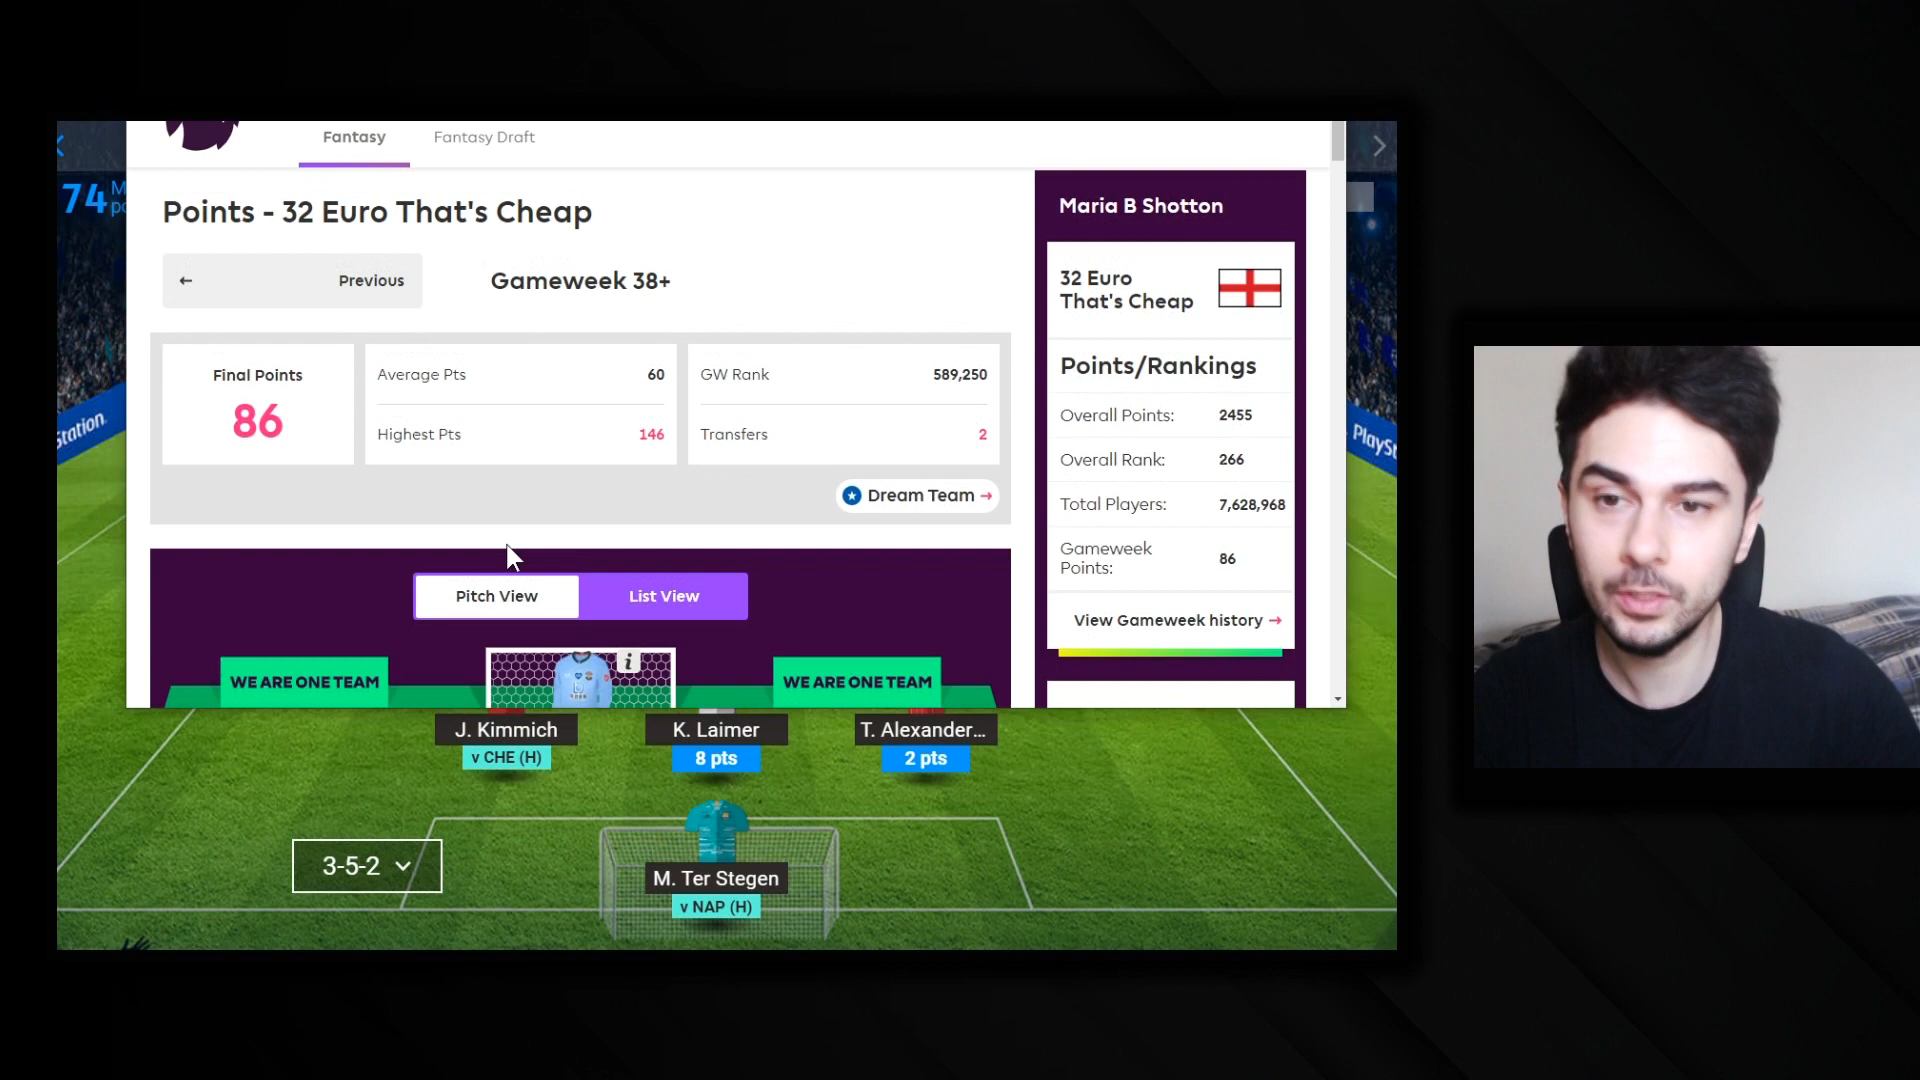 Fantasy
Fantasy Draft
74
Points - 32 Euro That's Cheap
← Previous
Gameweek 38+
Final Points
86
Average Pts 60
Highest Pts 146
GW Rank 589,250
Transfers 2
Dream Team →
Pitch View
List View
WE ARE ONE TEAM
WE ARE ONE TEAM
Maria B Shotton
32 Euro
That's Cheap
Points/Rankings
Overall Points: 2455
Overall Rank: 266
Total Players: 7,628,968
Gameweek
Points: 86
View Gameweek history →
J. Kimmich
v CHE (H)
K. Laimer
8 pts
T. Alexander...
2 pts
3-5-2
M. Ter Stegen
v NAP (H)